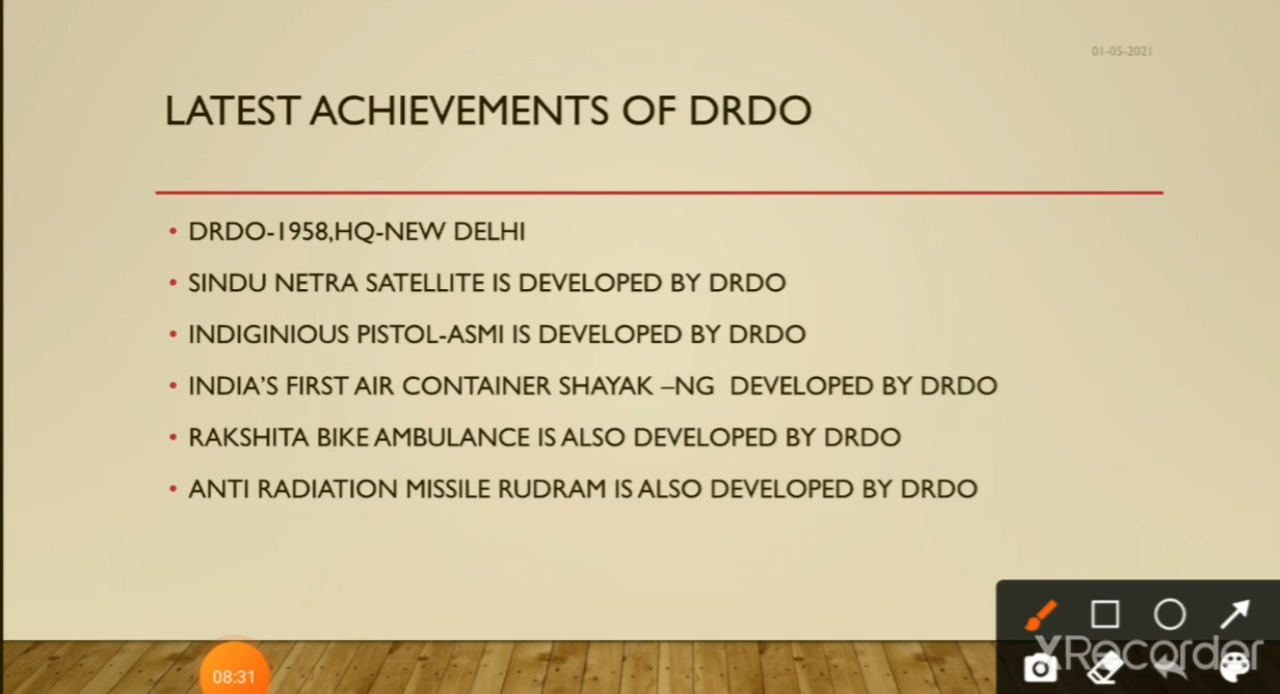 01-05-2021
LATEST ACHIEVEMENTS OF DRDO
• DRDO-1958,HQ-NEW DELHI
• SINDU NETRA SATELLITE IS DEVELOPED BY DRDO
• INDIGINIOUS PISTOL-ASMI IS DEVELOPED BY DRDO
• INDIA'S FIRST AIR CONTAINER SHAYAK –NG DEVELOPED BY DRDO
• RAKSHITA BIKE AMBULANCE IS ALSO DEVELOPED BY DRDO
• ANTI RADIATION MISSILE RUDRAM IS ALSO DEVELOPED BY DRDO
XRecorder
08:31